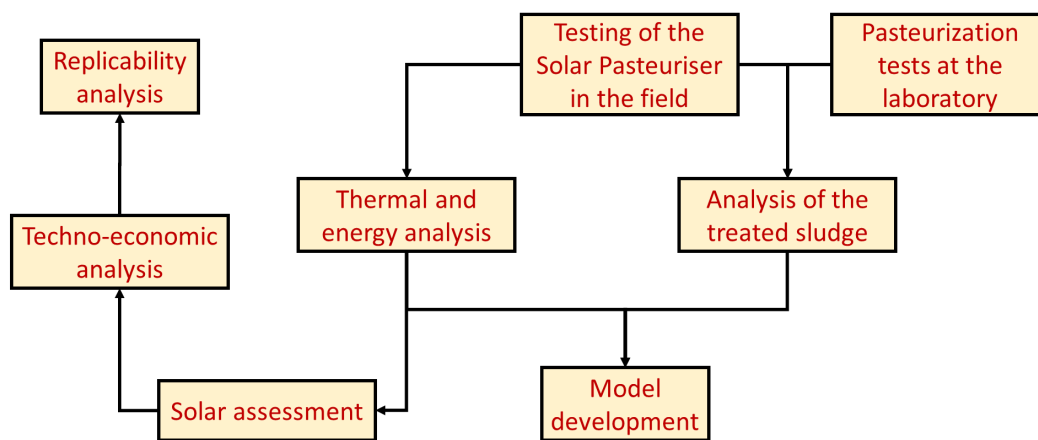 Testing of the
Solar Pasteuriser
in the field
Pasteurization
tests at the
laboratory
Replicability
analysis
Thermal and
energy analysis
Analysis of the
treated sludge
Techno-economic
analysis
Solar assessment
Model
development